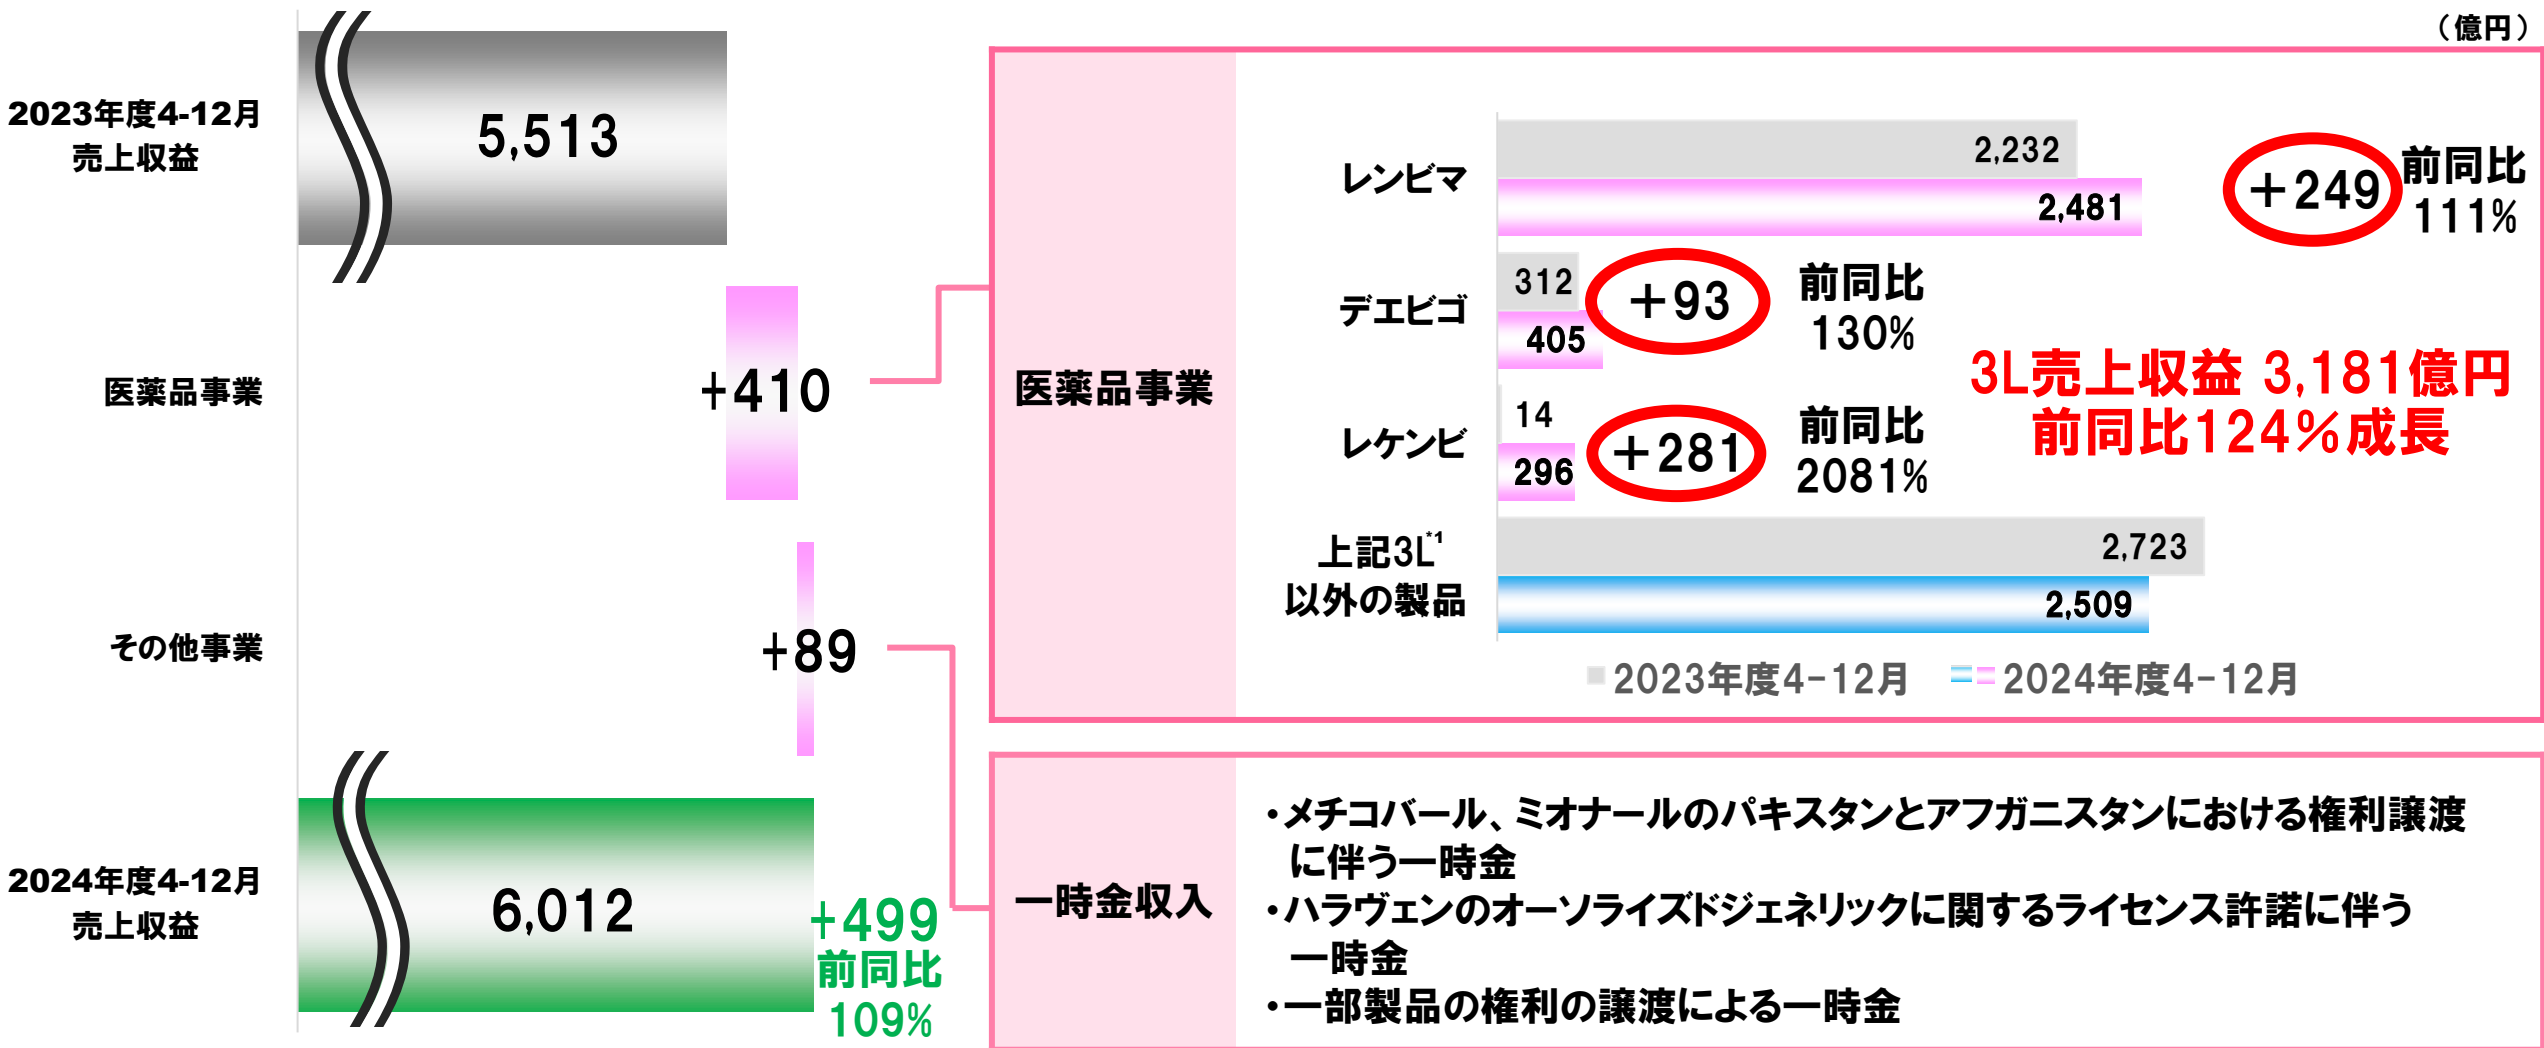 （億円）
2023年度4-12月
売上収益
5,513
医薬品事業
+410
その他事業
+89
2024年度4-12月
売上収益
6,012
+499
前同比
109%
医薬品事業
レンビマ
2,232
2,481
+249
前同比
111%
デエビゴ
312
405
+93
前同比
130%
レケンビ
14
296
+281
前同比
2081%
3L売上収益 3,181億円
前同比124%成長
上記3L*1
以外の製品
2,723
2,509
2023年度4-12月
2024年度4-12月
一時金収入
・メチコバール、ミオナールのパキスタンとアフガニスタンにおける権利譲渡
に伴う一時金
・ハラヴェンのオーソライズドジェネリックに関するライセンス許諾に伴う
一時金
・一部製品の権利の譲渡による一時金